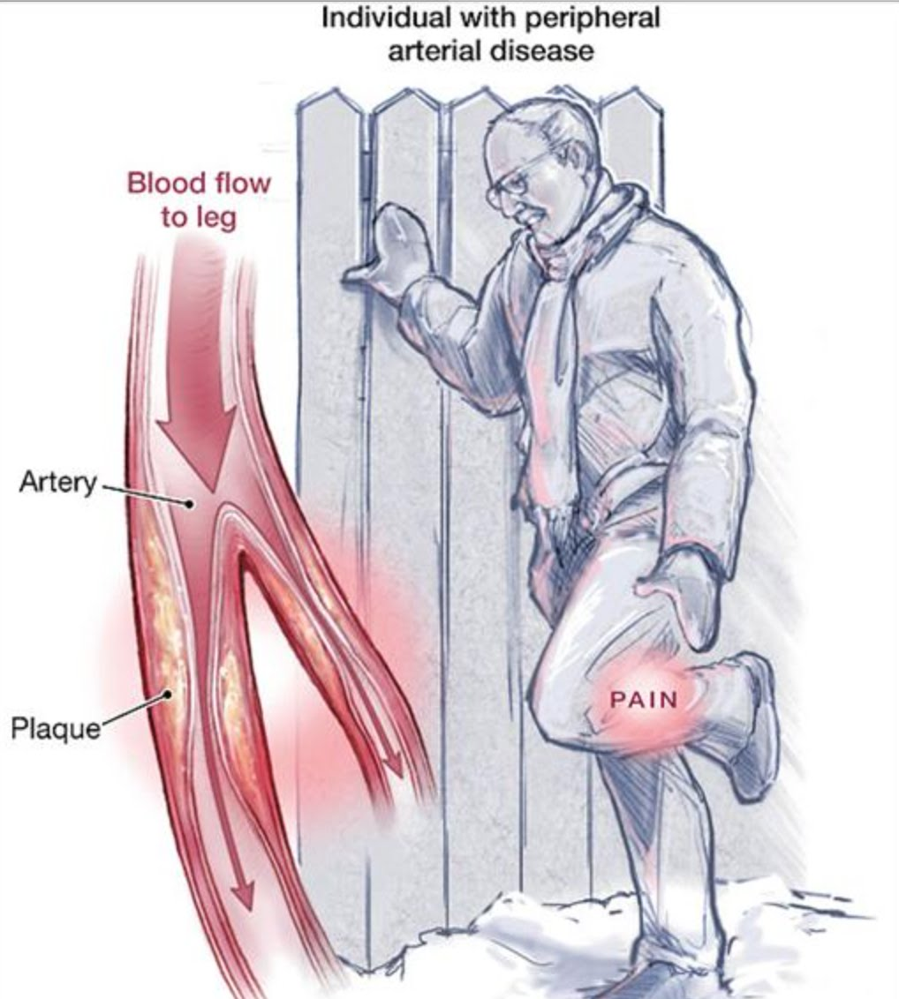 Individual with peripheral
arterial disease
Blood flow
to leg
Artery
Plaque
PAIN